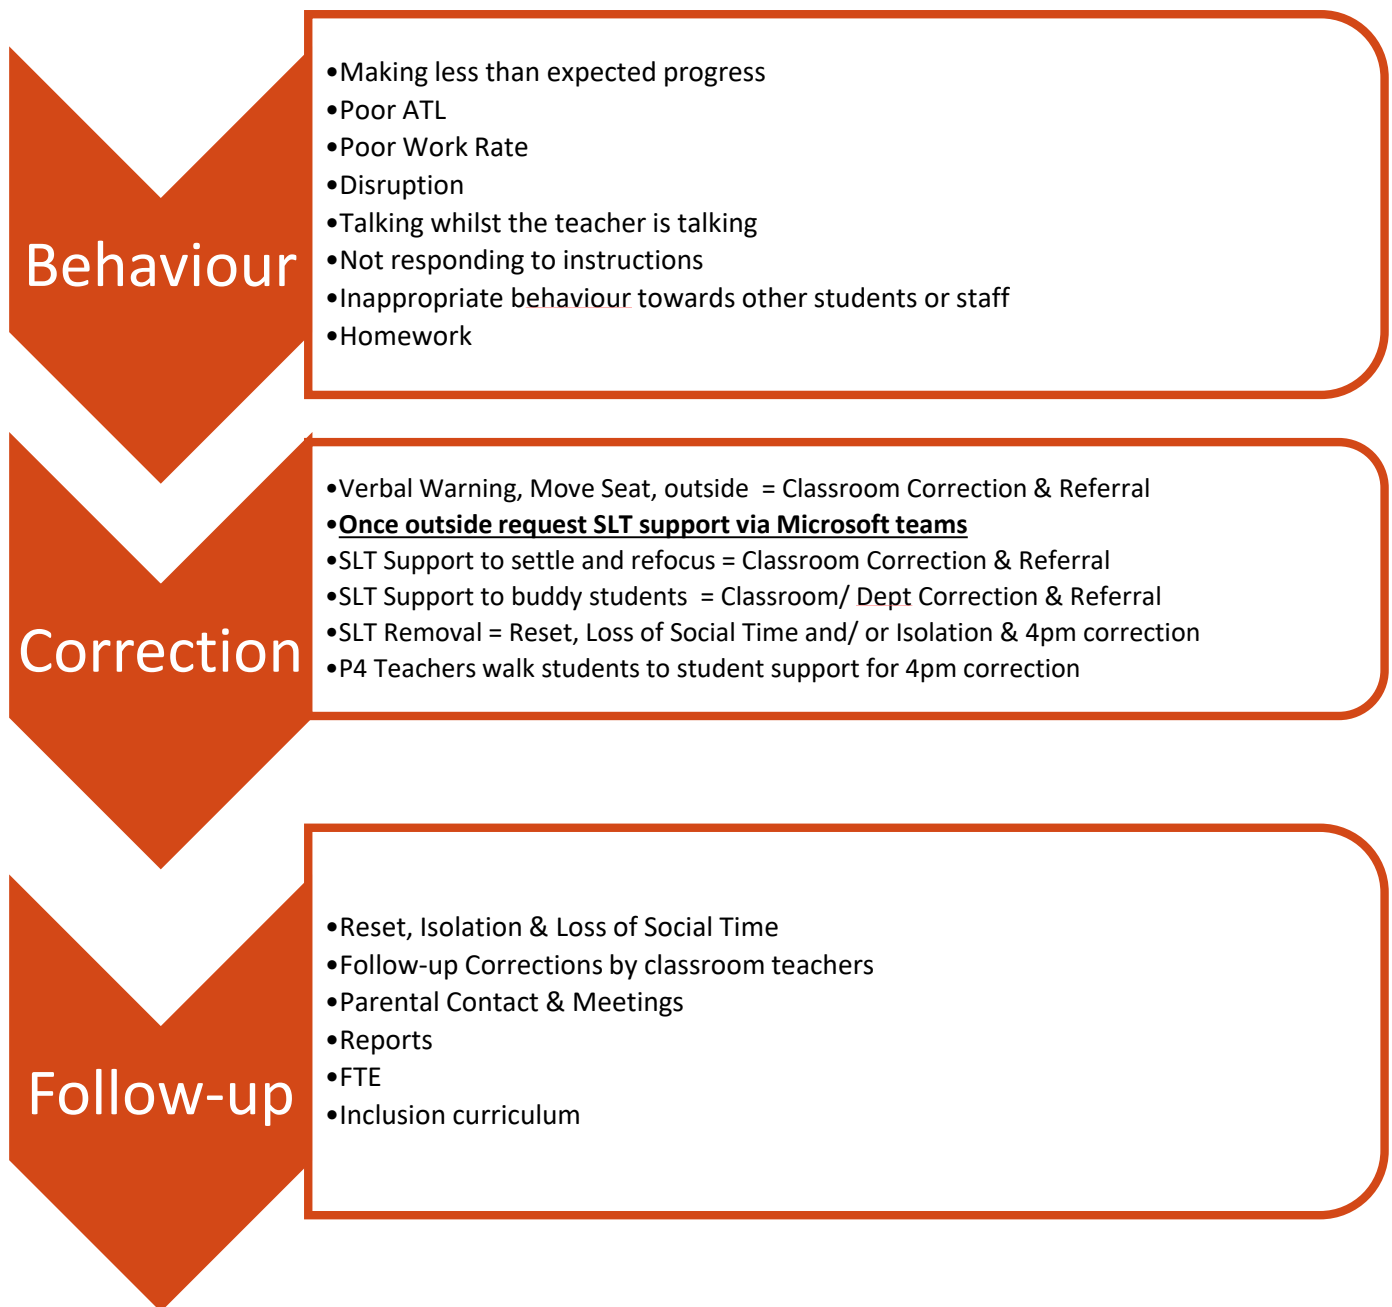 Behaviour
•Making less than expected progress
•Poor ATL
•Poor Work Rate
•Disruption
•Talking whilst the teacher is talking
•Not responding to instructions
•Inappropriate behaviour towards other students or staff
•Homework
Correction
•Verbal Warning, Move Seat, outside  = Classroom Correction & Referral
•Once outside request SLT support via Microsoft teams
•SLT Support to settle and refocus = Classroom Correction & Referral
•SLT Support to buddy students  = Classroom/ Dept Correction & Referral
•SLT Removal = Reset, Loss of Social Time and/ or Isolation & 4pm correction
•P4 Teachers walk students to student support for 4pm correction
Follow-up
•Reset, Isolation & Loss of Social Time
•Follow-up Corrections by classroom teachers
•Parental Contact & Meetings
•Reports
•FTE
•Inclusion curriculum